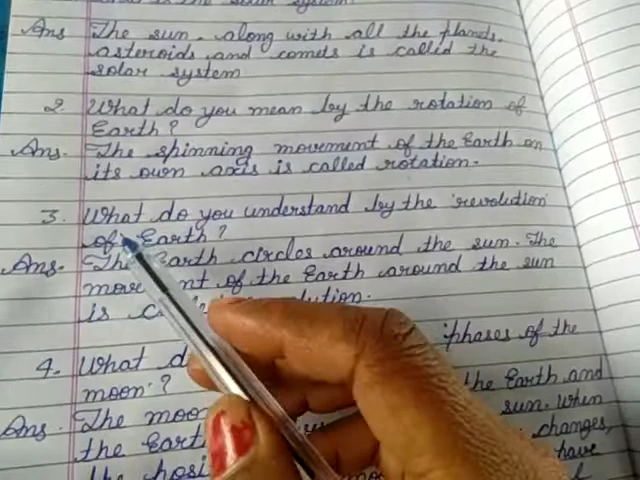 Ans The sun. along with all the planets.
asteroids and comets is called the
solar system
2. What do you mean by the rotation of
Earth?
Ans. The spinning movement of the Earth on
its own axis is called rotation.
3. What do you understand by the revolution
of Earth?
Ans. The Earth circles around the sun. The
of the Earth around the sun
is
4. What phases of the
moon? the Earth and
Ans. The moon sun. when
the Earth changes,
the have